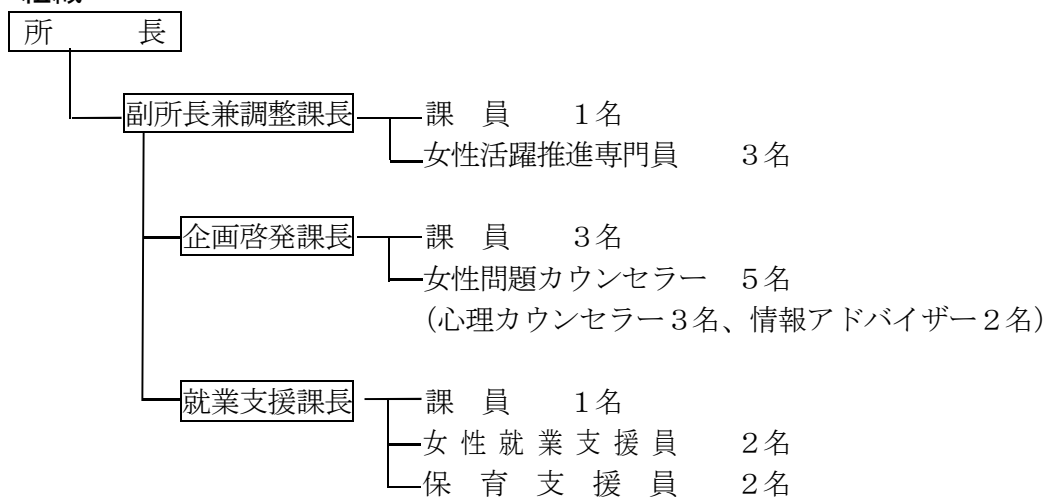 所　　　長
副所長兼調整課長　課　員　　１名
女性活躍推進専門員　　３名
企画啓発課長　課　員　　３名
女性問題カウンセラー　５名
（心理カウンセラー３名、情報アドバイザー２名）
就業支援課長　課　員　　１名
女 性 就 業 支 援 員　　２名
保　育　支　援　員　　２名